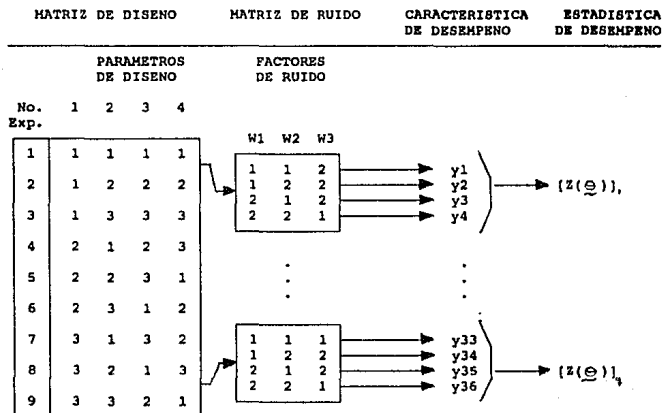 MATRIZ DE DISENO MATRIZ DE RUIDO CARACTERISTICA ESTADISTICA
DE DESEMPENO DE DESEMPENO
PARAMETROS FACTORES
DE DISENO DE RUIDO
No. 1 2 3 4
Exp.
W1 W2 W3
1 1 1 1 1
2 1 2 2 2
3 1 3 3 3
4 2 1 2 3
5 2 2 3 1
6 2 3 1 2
7 3 1 3 2
8 3 2 1 3
9 3 3 2 1
1 1 2 y1
1 2 2 y2
2 1 2 y3
2 2 1 y4
[Z(θ)],
1 1 1 y33
1 2 2 y34
2 1 2 y35
2 2 1 y36
[Z(θ)]9